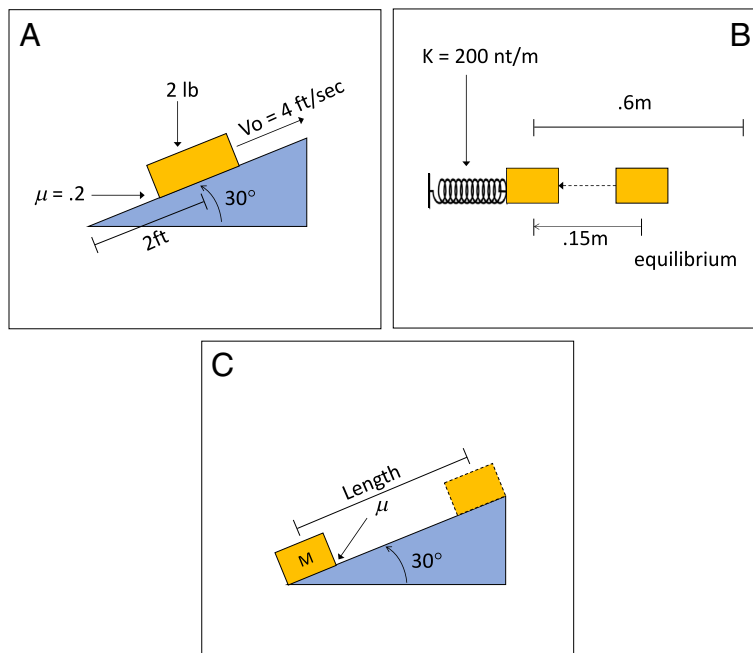 A
2 lb
Vo = 4 ft/sec
μ = .2
30°
2ft
B
K = 200 nt/m
.6m
.15m
equilibrium
C
Length
μ
M
30°